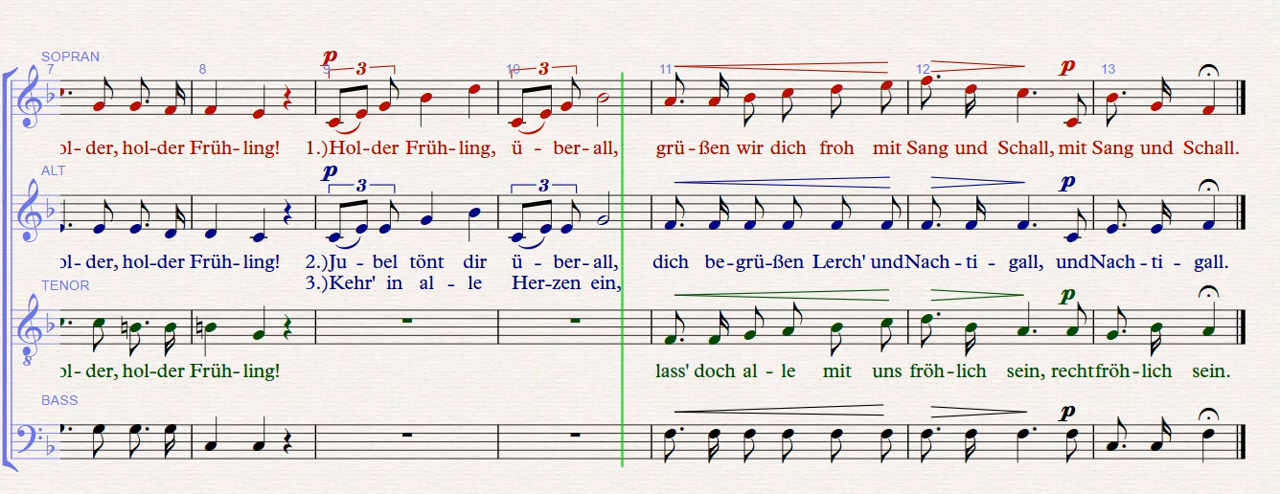 SOPRAN
7 8 9 10 11 12 13
p 3 3 p
ol- der, hol-der Früh- ling! 1.)Hol-der Früh-ling, ü - ber-all, grü-ßen wir dich froh mit Sang und Schall, mit Sang und Schall.
ALT
p 3 3 p
ol- der, hol-der Früh- ling! 2.)Ju - bel tönt dir ü - ber-all, dich be-grü-ßen Lerch' und Nach - ti - gall, und Nach - ti - gall.
3.)Kehr' in al - le Her-zen ein,
TENOR
p
8
ol- der, hol-der Früh- ling! lass' doch al - le mit uns fröh-lich sein, recht fröh-lich sein.
BASS
p